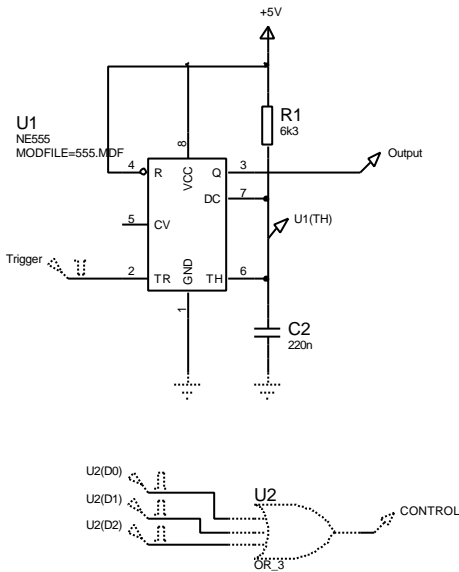 +5V
U1
NE555
MODFILE=555.MDF
R1
6k3
8
4
R
VCC
Q
3
Output
DC
7
5
CV
U1(TH)
Trigger
2
TR
GND
TH
6
1
C2
220n
U2(D0)
U2(D1)
U2(D2)
U2
CONTROL
OR_3